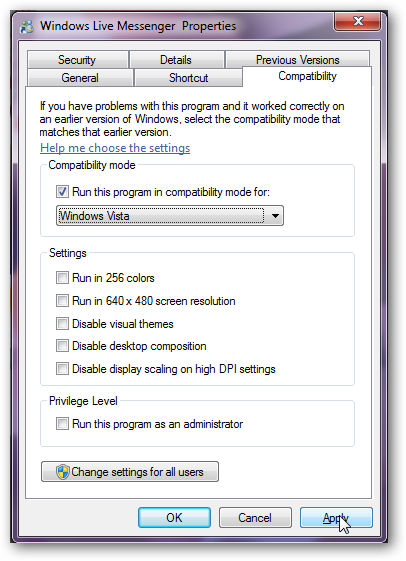 Windows Live Messenger  Properties
Security
Details
Previous Versions
General
Shortcut
Compatibility
If you have problems with this program and it worked correctly on
an earlier version of Windows, select the compatibility mode that
matches that earlier version.
Help me choose the settings
Compatibility mode
Run this program in compatibility mode for:
Windows Vista
Settings
Run in 256 colors
Run in 640 x 480 screen resolution
Disable visual themes
Disable desktop composition
Disable display scaling on high DPI settings
Privilege Level
Run this program as an administrator
Change settings for all users
OK
Cancel
Apply